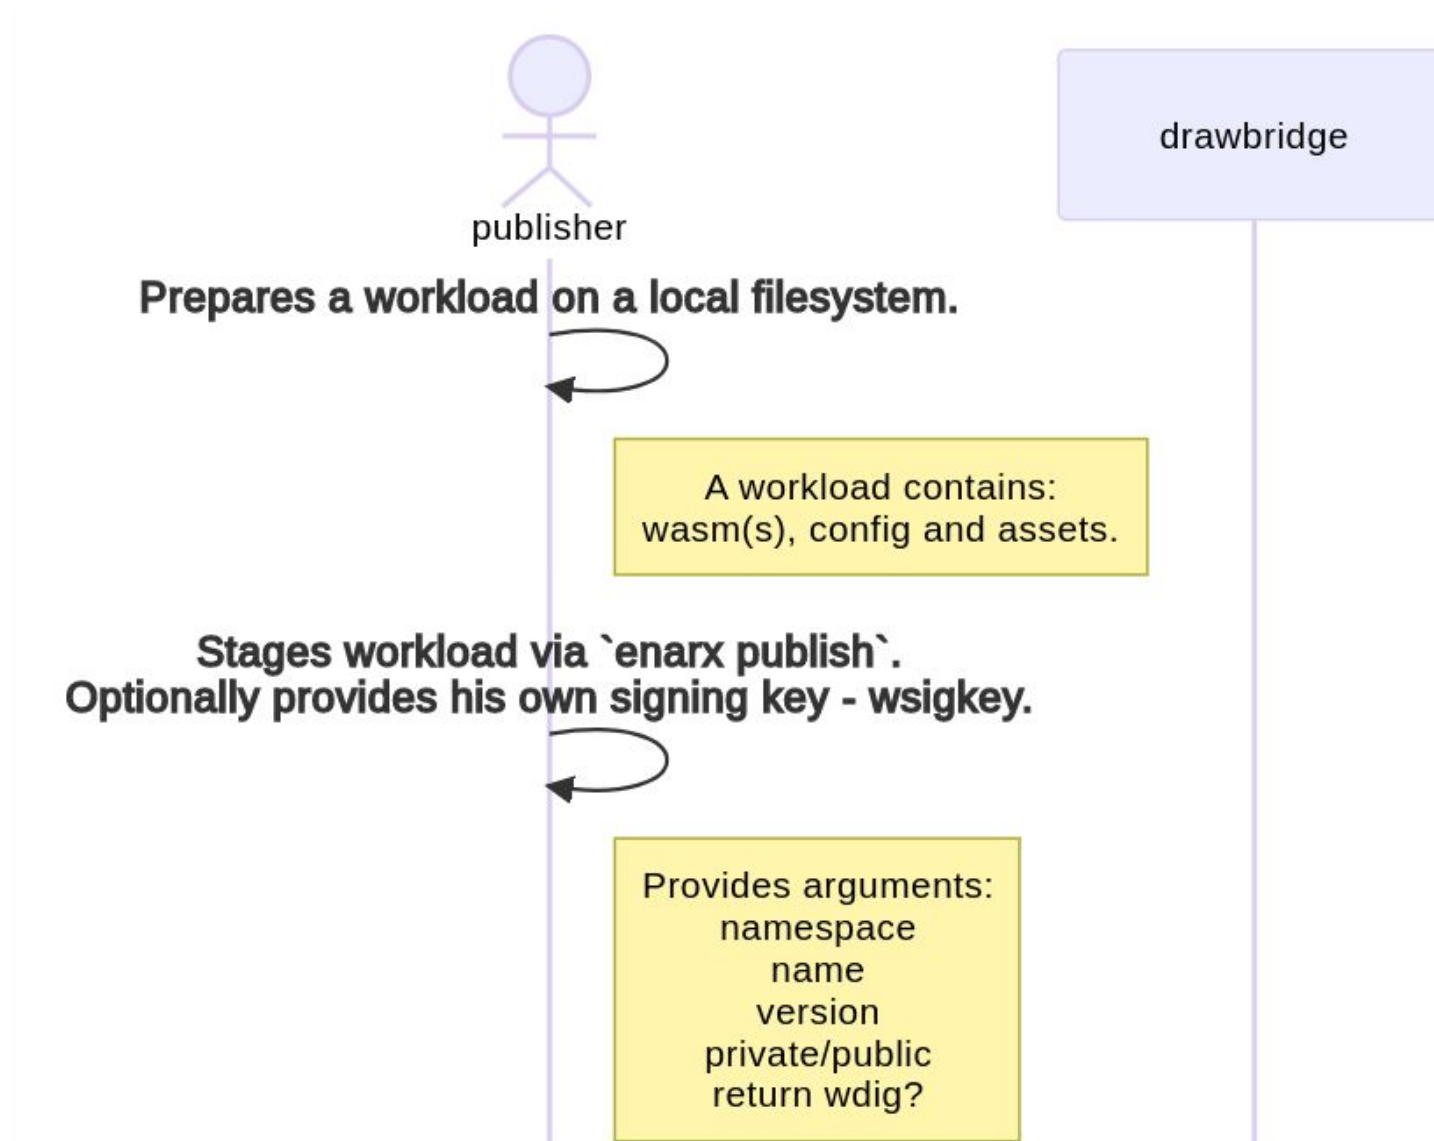 publisher
drawbridge
Prepares a workload on a local filesystem.
A workload contains:
wasm(s), config and assets.
Stages workload via `enarx publish`.
Optionally provides his own signing key - wsigkey.
Provides arguments:
namespace
name
version
private/public
return wdig?